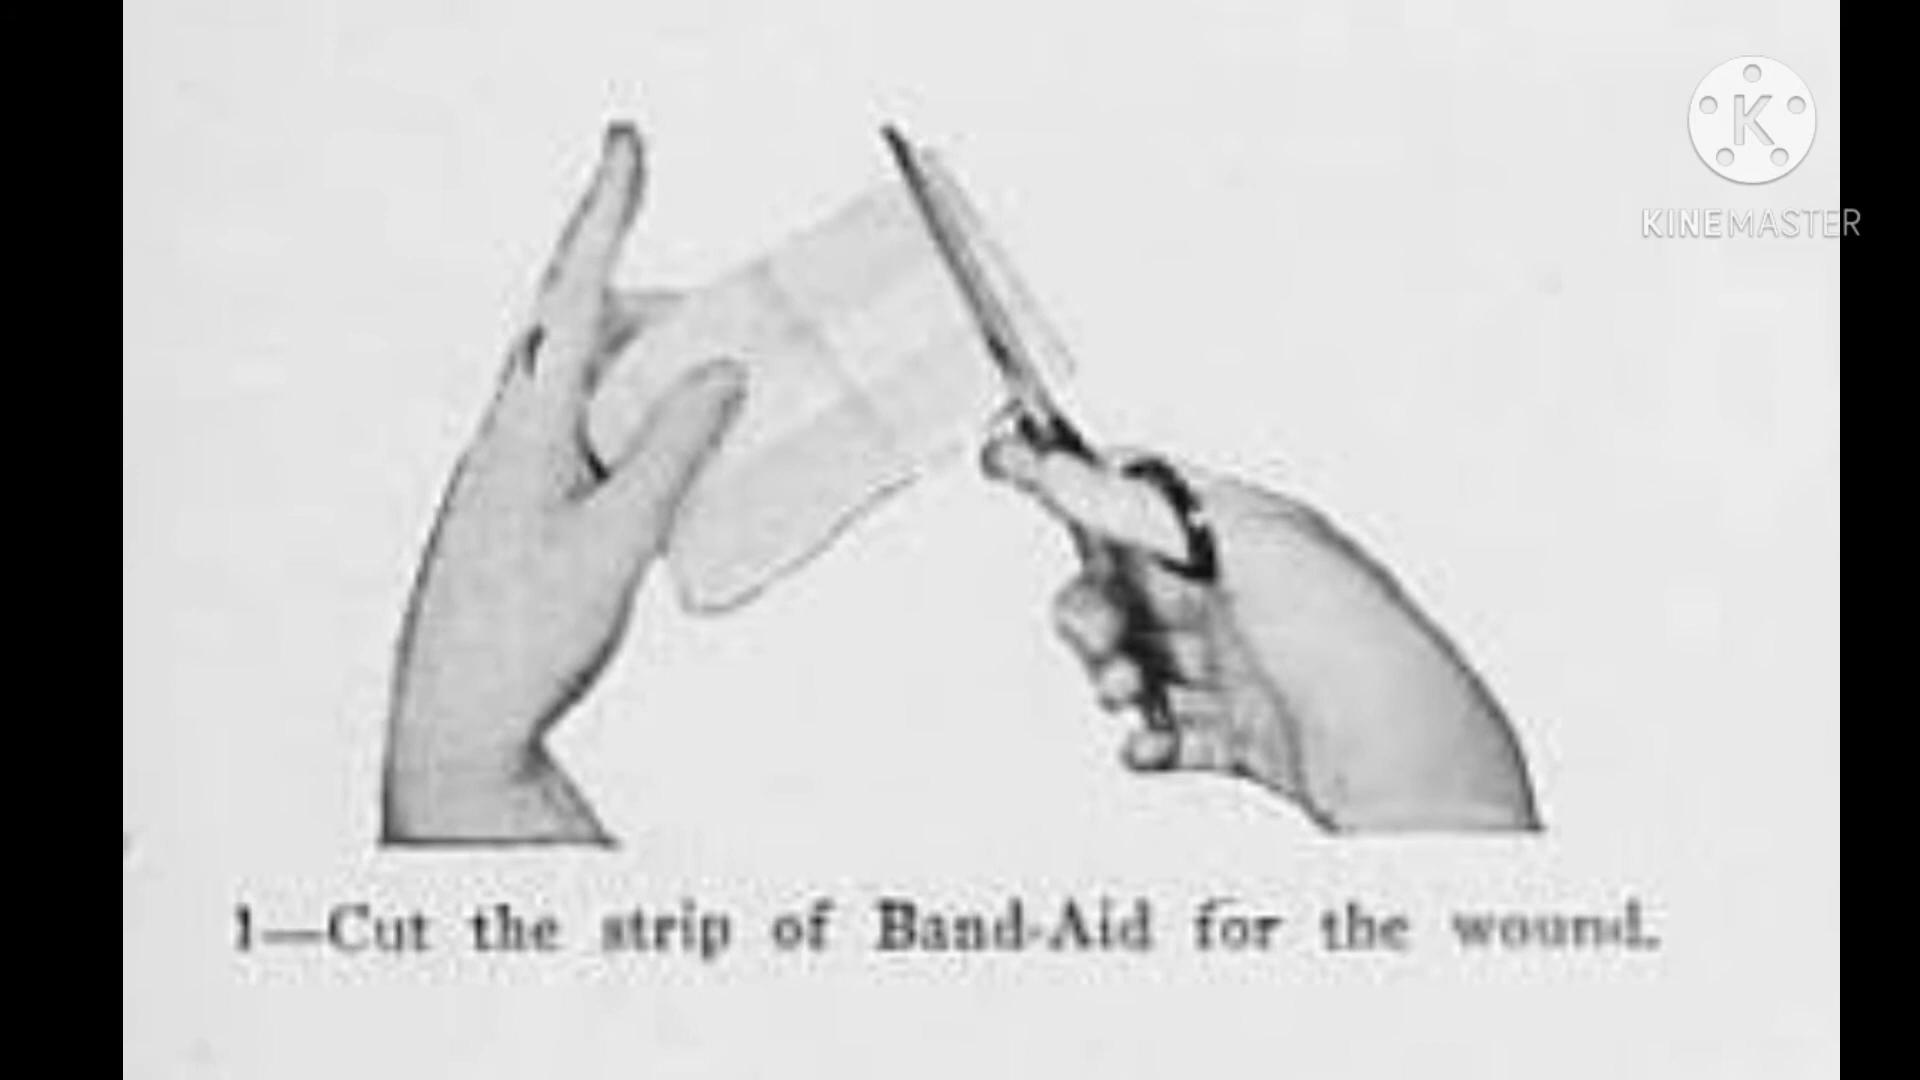 K
KINEMASTER
1—Cut the strip of Band-Aid for the wound.